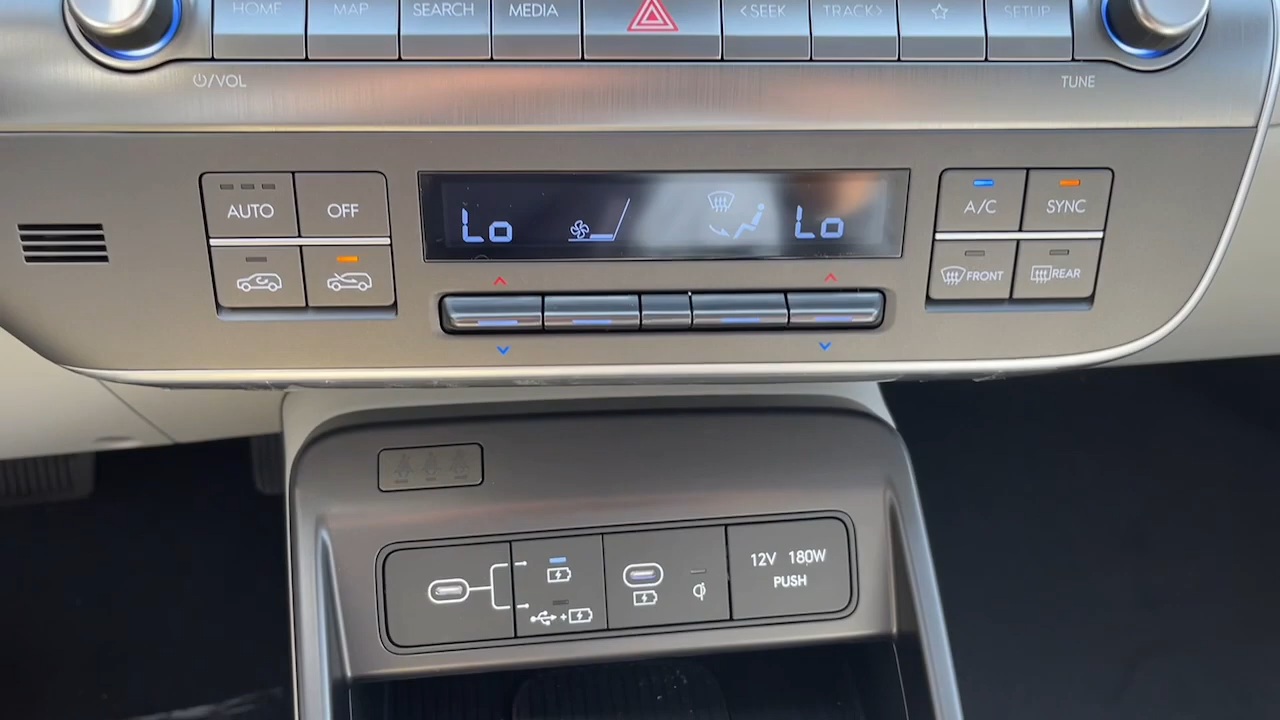 HOME MAP SEARCH MEDIA < SEEK TRACK > SETUP
/VOL TUNE
AUTO OFF
Lo Lo
A/C SYNC
FRONT REAR
12V 180W
PUSH